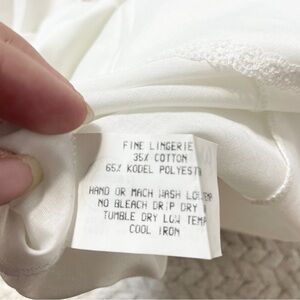 FINE LINGERIE
35% COTTON
65% KODEL POLYEST
HAND OR MACH WASH
NO BLEACH DRIP DRY
TUMBLE DRY LOW TEMP
COOL IRON